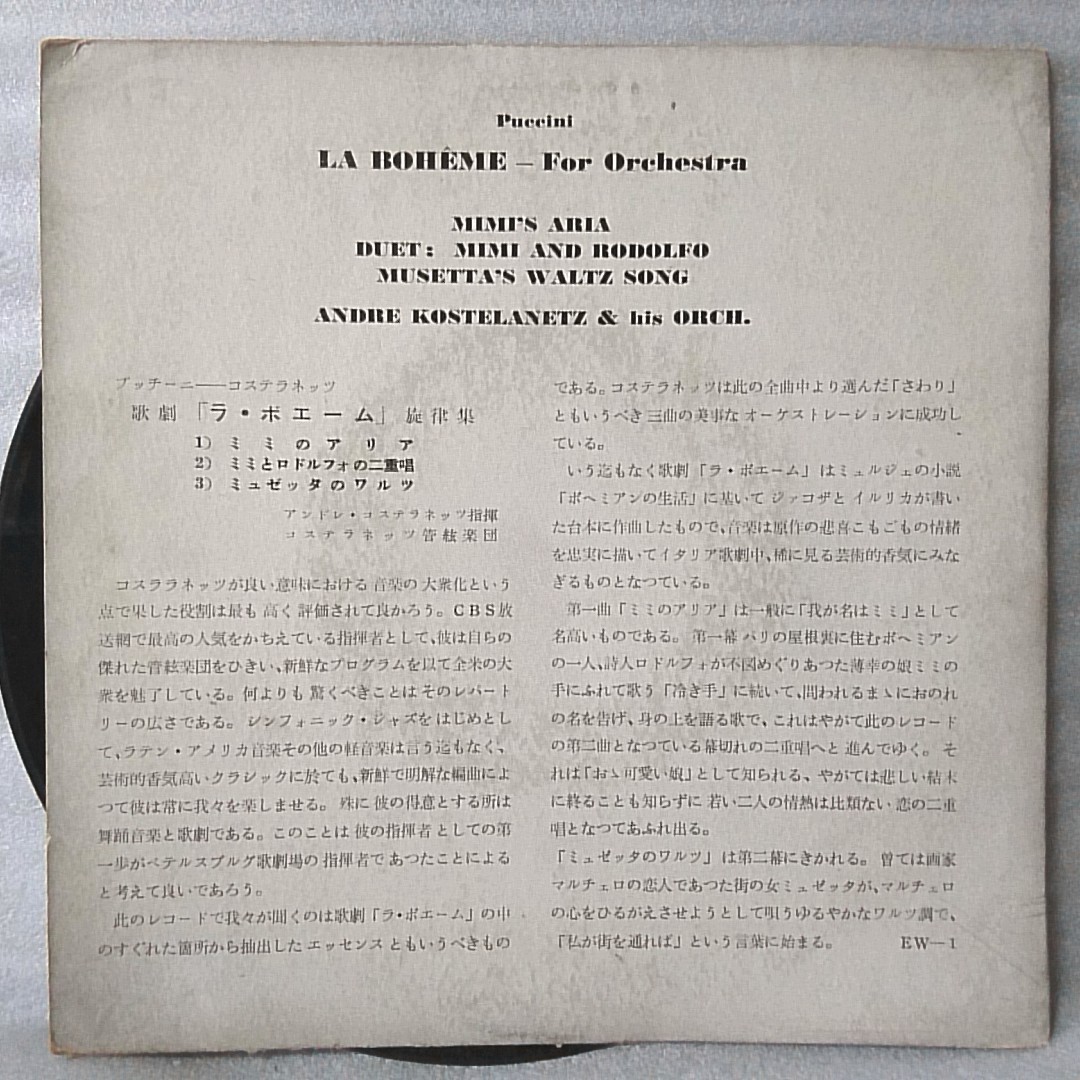 Puccini
LA BOHÊME – For Orchestra
MIMI'S ARIA
DUET: MIMI AND RODOLFO
MUSETTA'S WALTZ SONG
ANDRE KOSTELANETZ & his ORCH.
プッチーニ——コステラネッツ
歌劇「ラ・ボエーム」旋律集
1) ミミのアリア
2) ミミとロドルフォの二重唱
3) ミュゼッタのワルツ
アンドレ・コステラネッツ指揮
コステラネッツ管絃楽団
コスララネッツが良い意味における音楽の大衆化という
点で果した役割は最も高く評価されて良かろう。CBS放
送網で最高の人気をかちえている指揮者として、彼は自らの
傑れた管絃楽団をひきい、新鮮なプログラムを以て全米の大
衆を魅了している。何よりも驚くべきことはそのレパート
リーの広さである。シンフォニック・ジャズをはじめとし
て、ラテン・アメリカ音楽その他の軽音楽は言う迄もなく、
芸術的香気高いクラシックに於ても、新鮮で明解な編曲によ
つて彼は常に我々を楽しませる。殊に彼の得意とする所は
舞踊音楽と歌劇である。このことは彼の指揮者としての第
一歩がペテルスブルグ歌劇場の指揮者であつたことによる
と考えて良いであろう。
此のレコードで我々が聞くのは歌劇「ラ・ボエーム」の中
のすぐれた箇所から抽出したエッセンスともいうべきもの
である。コステラネッツは此の全曲中より選んだ「さわり」
ともいうべき三曲の美事なオーケストレーションに成功し
ている。
いう迄もなく歌劇「ラ・ボエーム」はミュルジェの小説
「ボヘミアンの生活」に基いてジァコザとイルリカが書い
た台本に作曲したもので、音楽は原作の悲喜こもごもの情緒
を忠実に描いてイタリア歌劇中、稀に見る芸術的香気にみな
ぎるものとなつている。
第一曲「ミミのアリア」は一般に「我が名はミミ」として
名高いものである。第一幕パリの屋根裏に住むボヘミアン
の一人、詩人ロドルフォが不図めぐりあつた薄幸の娘ミミの
手にふれて歌う「冷き手」に続いて、問われるまゝにおのれ
の名を告げ、身の上を語る歌で、これはやがて此のレコード
の第二曲となつている幕切れの二重唱へと進んでゆく。そ
れは「おゝ可愛い娘」として知られる、やがては悲しい結末
に終ることも知らずに若い二人の情熱は比類ない恋の二重
唱となつてあふれ出る。
「ミュゼッタのワルツ」は第二幕にきかれる。曾ては画家
マルチェロの恋人であつた街の女ミュゼッタが、マルチェロ
の心をひるがえさせようとして唄うゆるやかなワルツ調で、
「私が街を通れば」という言葉に始まる。 EW—1